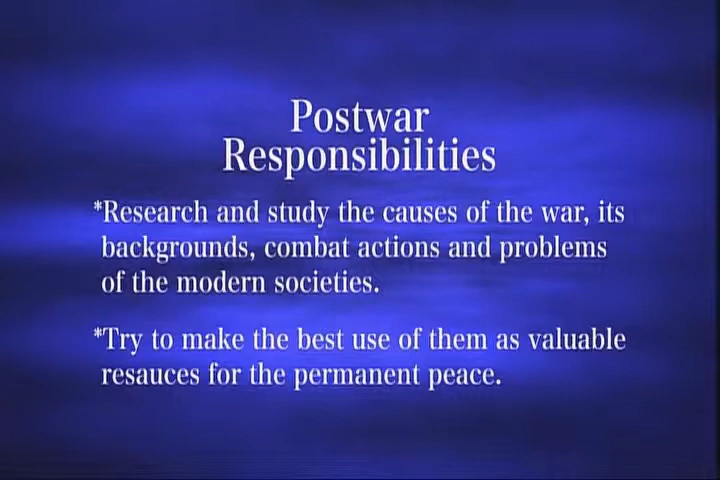 Postwar
Responsibilities
*Research and study the causes of the war, its
backgrounds, combat actions and problems
of the modern societies.
*Try to make the best use of them as valuable
resauces for the permanent peace.